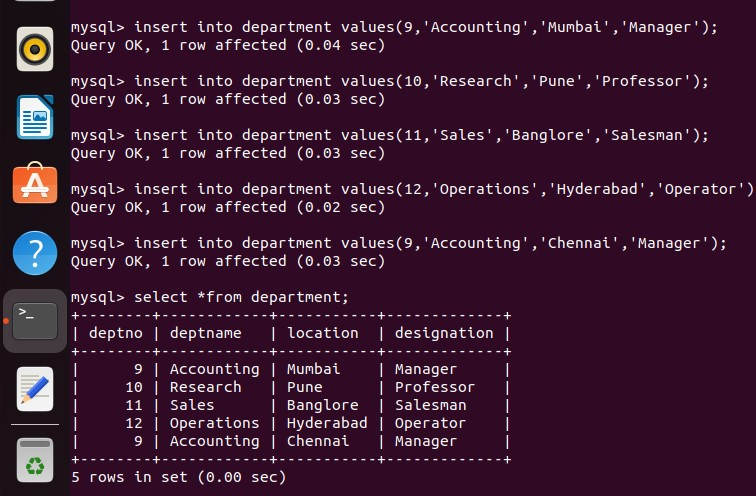 mysql> insert into department values(9,'Accounting','Mumbai','Manager');
Query OK, 1 row affected (0.04 sec)
mysql> insert into department values(10,'Research','Pune','Professor');
Query OK, 1 row affected (0.03 sec)
mysql> insert into department values(11,'Sales','Banglore','Salesman');
Query OK, 1 row affected (0.03 sec)
mysql> insert into department values(12,'Operations','Hyderabad','Operator')
Query OK, 1 row affected (0.02 sec)
mysql> insert into department values(9,'Accounting','Chennai','Manager');
Query OK, 1 row affected (0.03 sec)
mysql> select *from department;
+--------+------------+-----------+-------------+
| deptno | deptname   | location  | designation |
+--------+------------+-----------+-------------+
|      9 | Accounting | Mumbai    | Manager     |
|     10 | Research   | Pune      | Professor   |
|     11 | Sales      | Banglore  | Salesman    |
|     12 | Operations | Hyderabad | Operator    |
|      9 | Accounting | Chennai   | Manager     |
+--------+------------+-----------+-------------+
5 rows in set (0.00 sec)